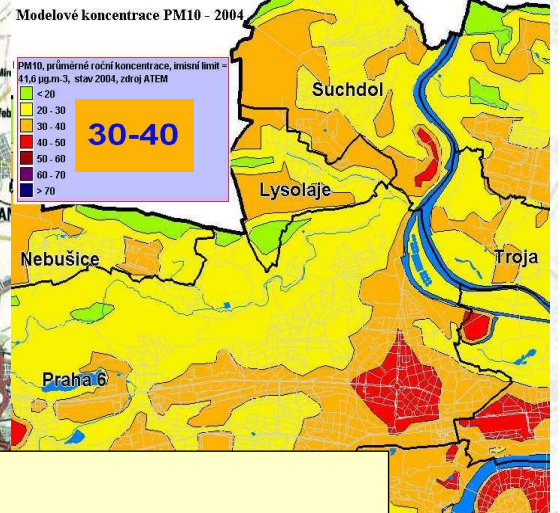 Modelové koncentrace PM10 - 2004
PM10, průměrné roční koncentrace, imisní limit =
41,6 µg.m-3, stav 2004, zdroj ATEM
< 20
20 - 30
30 - 40
40 - 50
50 - 60
60 - 70
> 70
30-40
Suchdol
Lysolaje
Nebušice
Troja
Praha 6